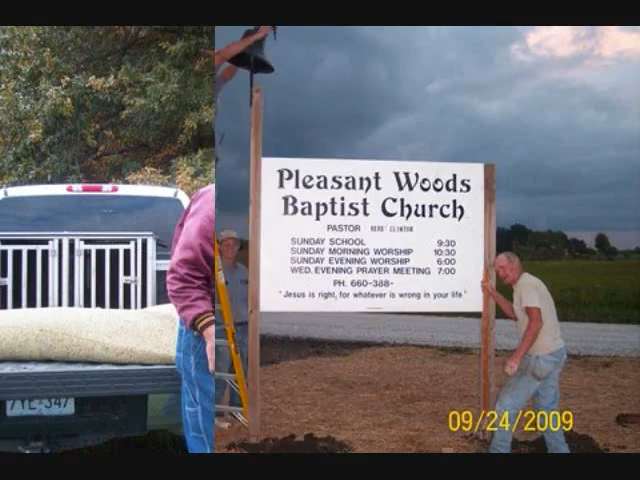 Pleasant Woods
Baptist Church
PASTOR HERB CLINTON
SUNDAY SCHOOL 9:30
SUNDAY MORNING WORSHIP 10:30
SUNDAY EVENING WORSHIP 6:00
WED. EVENING PRAYER MEETING 7:00
PH. 660-388-
"Jesus is right, for whatever is wrong in your life"
09/24/2009